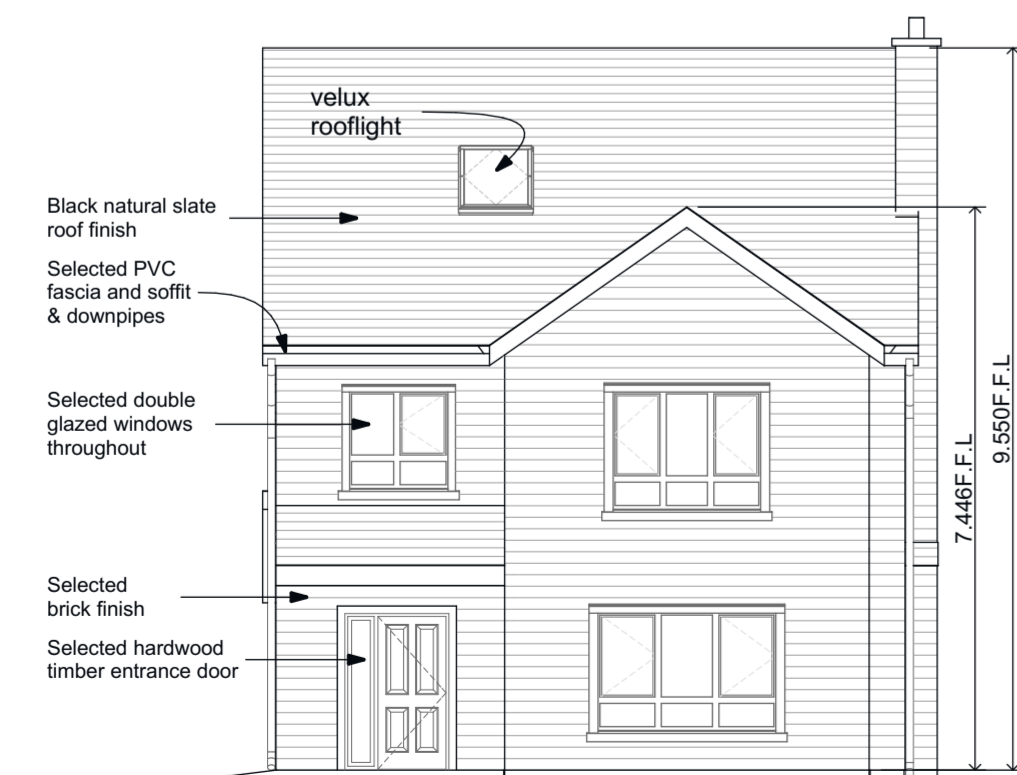 velux
rooflight
Black natural slate
roof finish
Selected PVC
fascia and soffit
& downpipes
Selected double
glazed windows
throughout
Selected
brick finish
Selected hardwood
timber entrance door
7.446F.F.L
9.550F.F.L